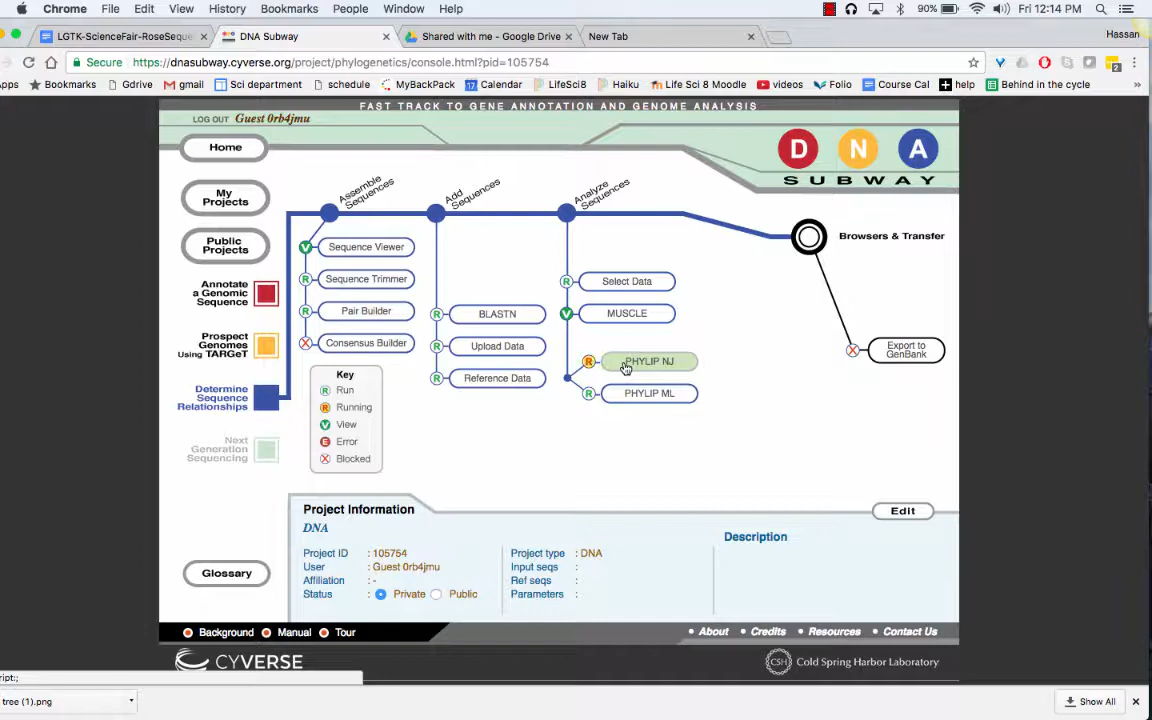 Chrome File Edit View History Bookmarks People Window Help 90% Fri 12:14 PM
LGTK-ScienceFair-RoseSeque DNA Subway Shared with me - Google Drive New Tab Hassan
Secure https://dnasubway.cyverse.org/project/phylogenetics/console.html?pid=105754
pps Bookmarks Gdrive gmail Sci department schedule MyBackPack Calendar LifeSci8 Haiku Life Sci 8 Moodle videos Folio Course Cal help Behind the cycle
FAST TRACK TO GENE ANNOTATION AND GENOME ANALYSIS
LOG OUT Guest 0rb4jmu
Home
D N A
SUBWAY
My
Projects
Public
Projects
Annotate
a Genomic
Sequence
Prospect
Genomes
Using TARGeT
Determine
Sequence
Relationships
Next
Generation
Sequencing
Glossary
Assemble
Sequences
Sequence Viewer
V
Sequence Trimmer
R
Pair Builder
R
Consensus Builder
X
Key
R Run
R Running
V View
E Error
X Blocked
Add
Sequences
R BLASTN
R Upload Data
R Reference Data
Analyze
Sequences
R Select Data
V MUSCLE
R PHYLIP NJ
R PHYLIP ML
Browsers & Transfer
X Export to
GenBank
Project Information
Edit
DNA
Description
Project ID : 105754
User : Guest 0rb4jmu
Affiliation : -
Status : Private Public
Project type : DNA
Input seqs :
Ref seqs :
Parameters :
Background Manual Tour
• About • Credits • Resources • Contact Us
CYVERSE
CSH Cold Spring Harbor Laboratory
ript:;
tree (1).png
Show All